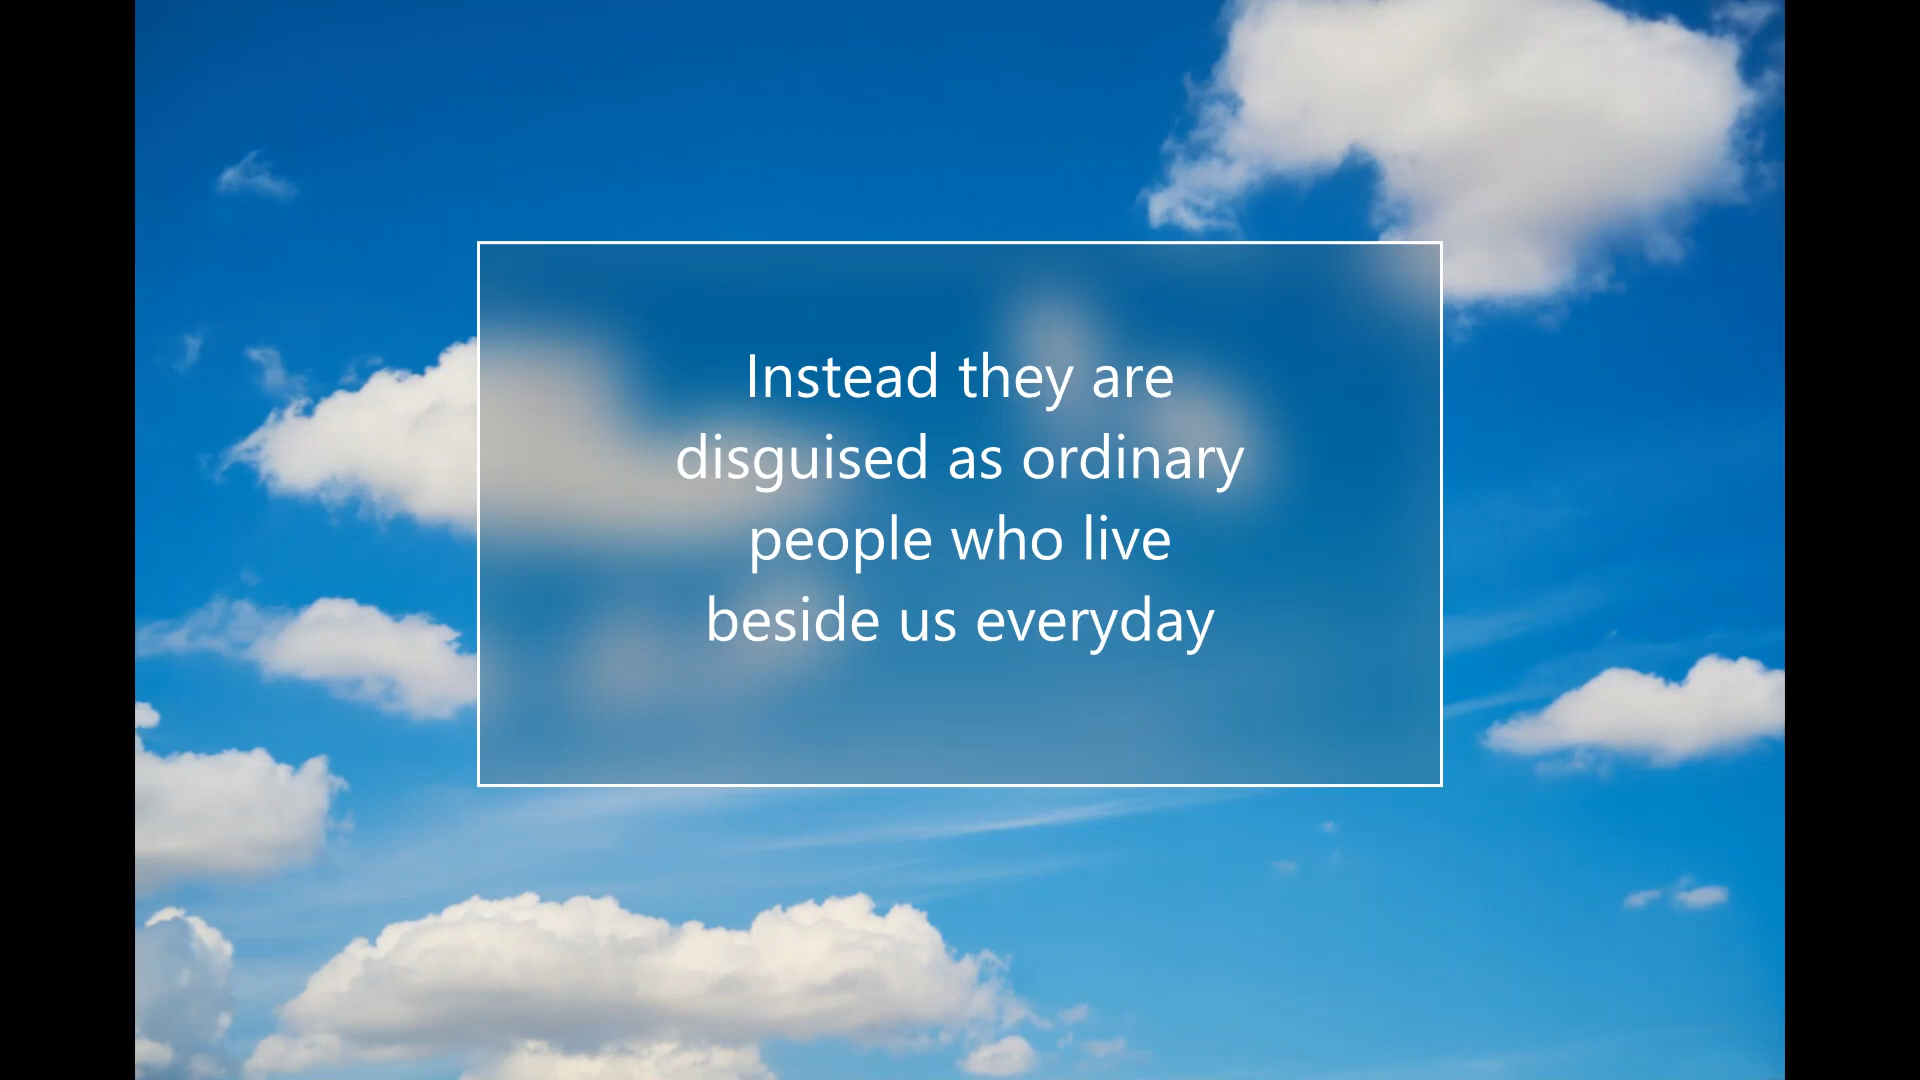 Instead they are
disguised as ordinary
people who live
beside us everyday